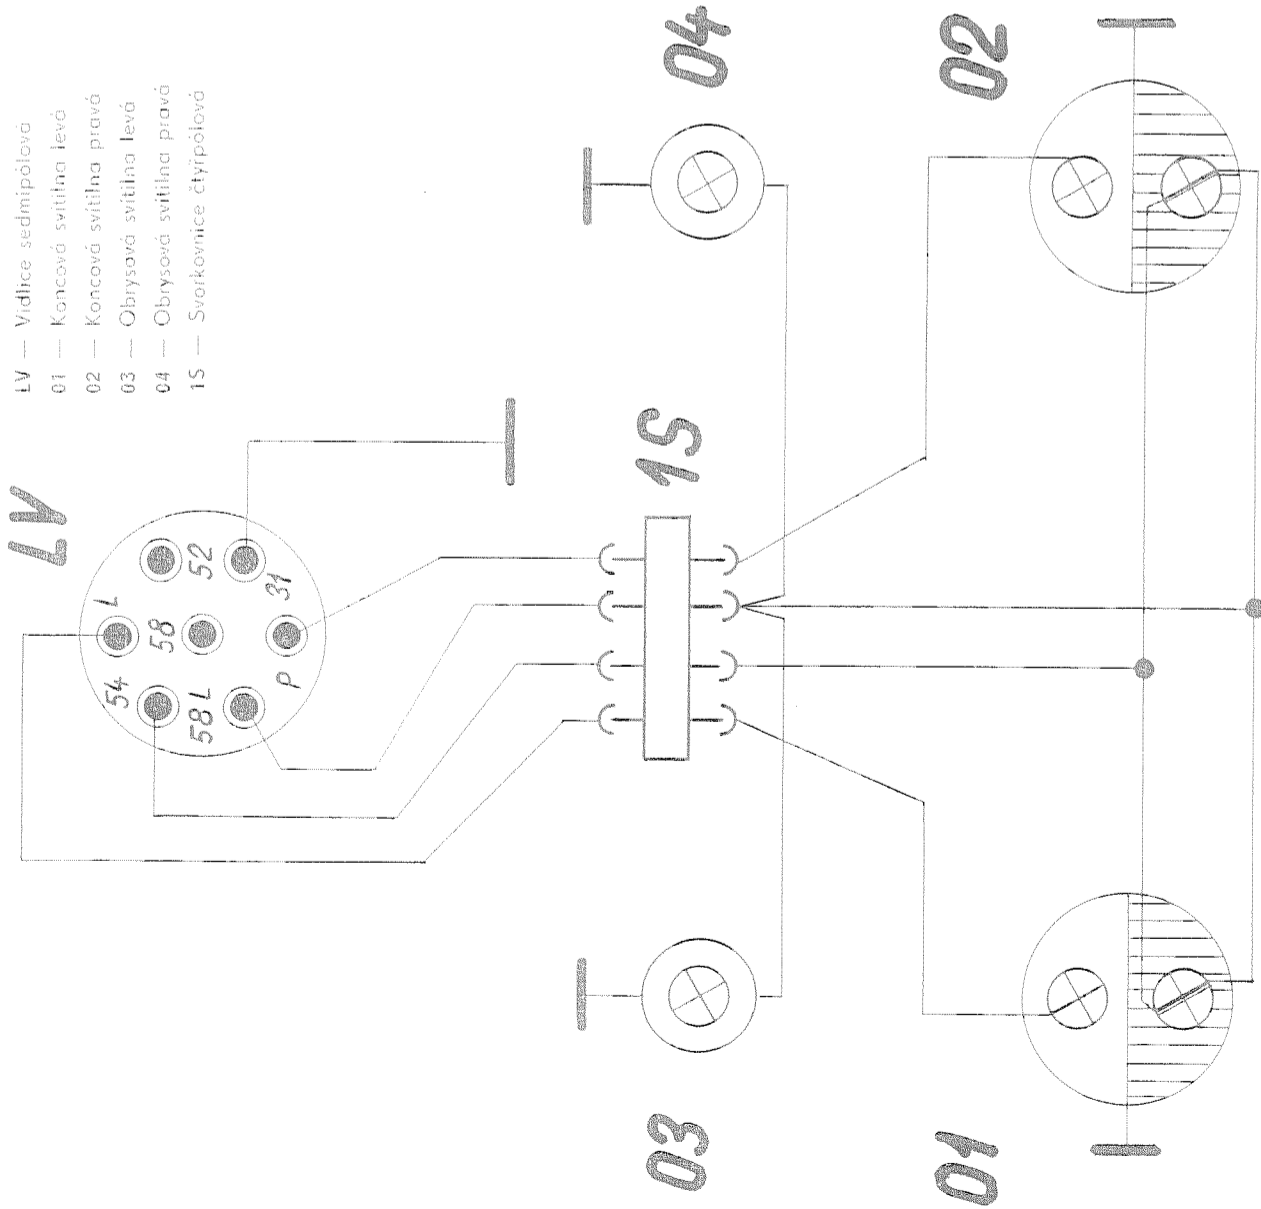 LV — Vidlice sedmipólová
01 — Koncová svítilna levá
02 — Koncová svítilna pravá
03 — Obrysová svítilna levá
04 — Obrysová svítilna pravá
1S — Svorkovnice čtyřpólová
LV
L
54
58
52
58 L
31
P
1S
04
02
03
01